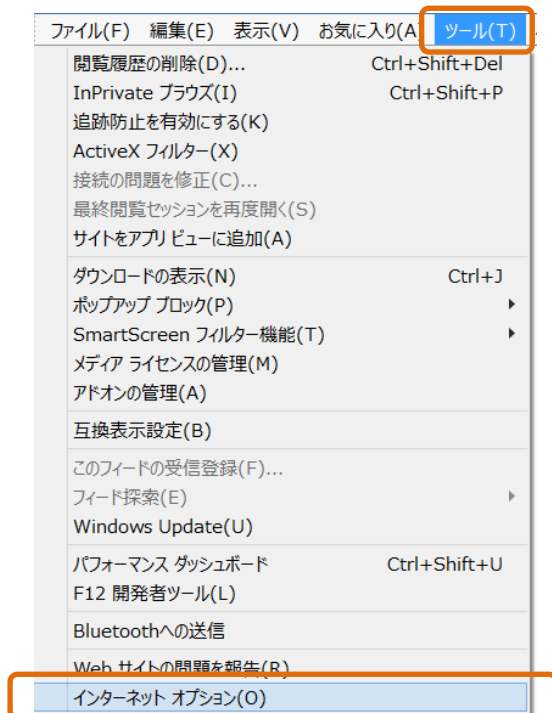 ファイル(F) 編集(E) 表示(V) お気に入り(A) ツール(T)
閲覧履歴の削除(D)... Ctrl+Shift+Del
InPrivate ブラウズ(I) Ctrl+Shift+P
追跡防止を有効にする(K)
ActiveX フィルター(X)
接続の問題を修正(C)...
最終閲覧セッションを再度開く(S)
サイトをアプリ ビューに追加(A)
ダウンロードの表示(N) Ctrl+J
ポップアップ ブロック(P)
SmartScreen フィルター機能(T)
メディア ライセンスの管理(M)
アドオンの管理(A)
互換表示設定(B)
このフィードの受信登録(F)...
フィード探索(E)
Windows Update(U)
パフォーマンス ダッシュボード Ctrl+Shift+U
F12 開発者ツール(L)
Bluetoothへの送信
Web サイトの問題を報告(R)
インターネット オプション(O)